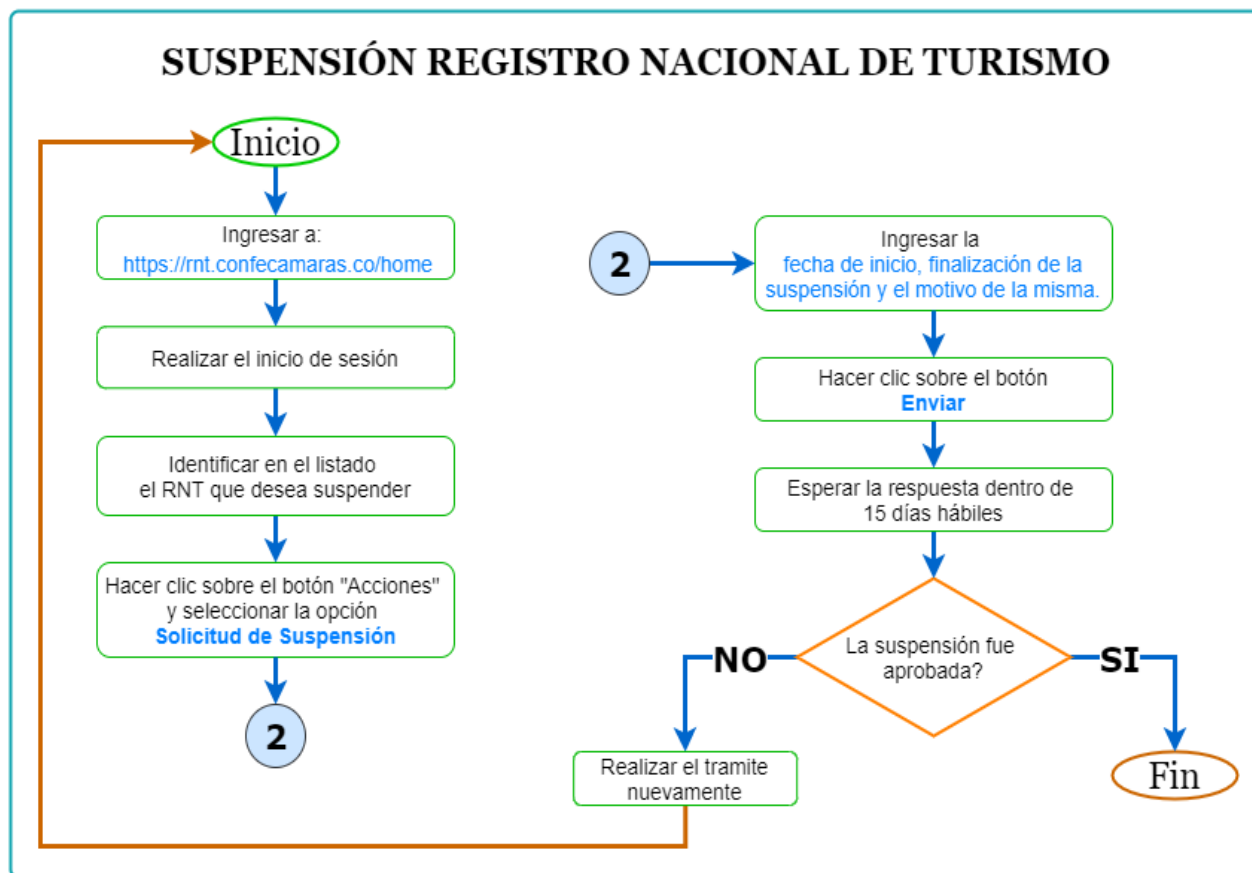 SUSPENSIÓN REGISTRO NACIONAL DE TURISMO
Inicio
Ingresar a:
https://rnt.confecamaras.co/home
Realizar el inicio de sesión
Identificar en el listado
el RNT que desea suspender
Hacer clic sobre el botón "Acciones"
y seleccionar la opción
Solicitud de Suspensión
2
2
Ingresar la
fecha de inicio, finalización de la
suspensión y el motivo de la misma.
Hacer clic sobre el botón
Enviar
Esperar la respuesta dentro de
15 días hábiles
La suspensión fue
aprobada?
NO
SI
Realizar el tramite
nuevamente
Fin